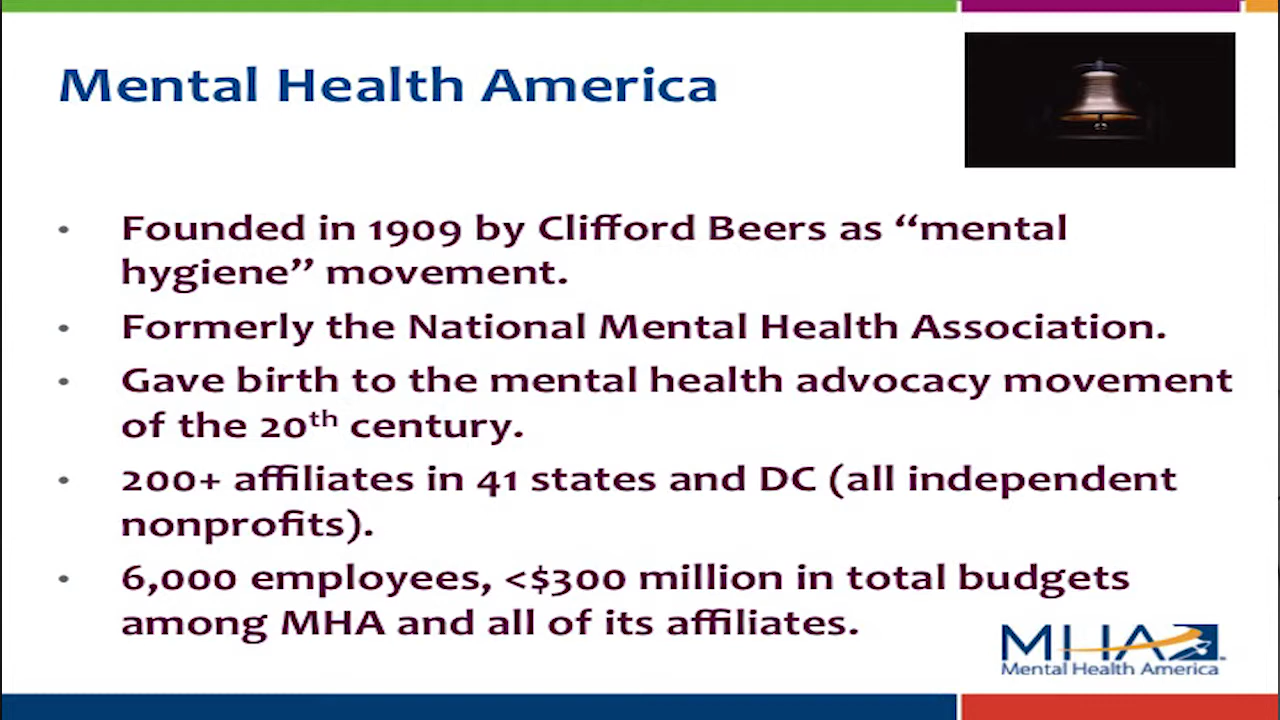 Mental Health America
• Founded in 1909 by Clifford Beers as “mental
hygiene” movement.
• Formerly the National Mental Health Association.
• Gave birth to the mental health advocacy movement
of the 20th century.
• 200+ affiliates in 41 states and DC (all independent
nonprofits).
• 6,000 employees, <$300 million in total budgets
among MHA and all of its affiliates.
MHA
Mental Health America